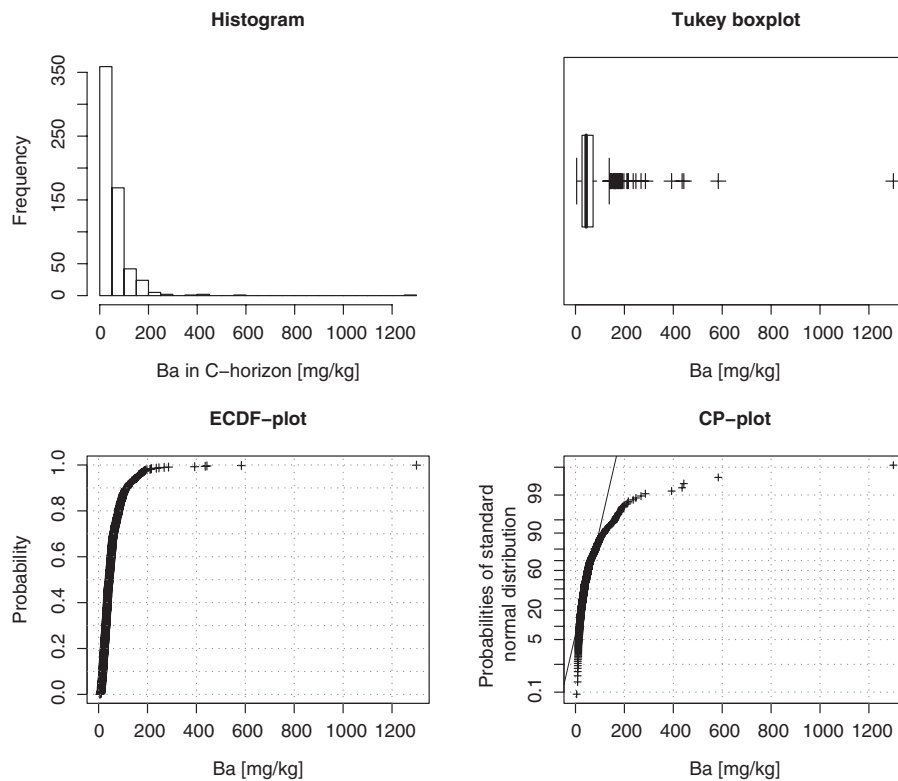 Histogram
Frequency
0 50 150 250 350
0 200 400 600 800 1000 1200
Ba in C−horizon [mg/kg]
Tukey boxplot
0 200 400 600 800 1000 1200
Ba [mg/kg]
ECDF−plot
Probability
0.0 0.2 0.4 0.6 0.8 1.0
0 200 400 600 800 1000 1200
Ba [mg/kg]
CP−plot
Probabilities of standard
normal distribution
0.1 5 20 60 90 99
0 200 400 600 800 1000 1200
Ba [mg/kg]